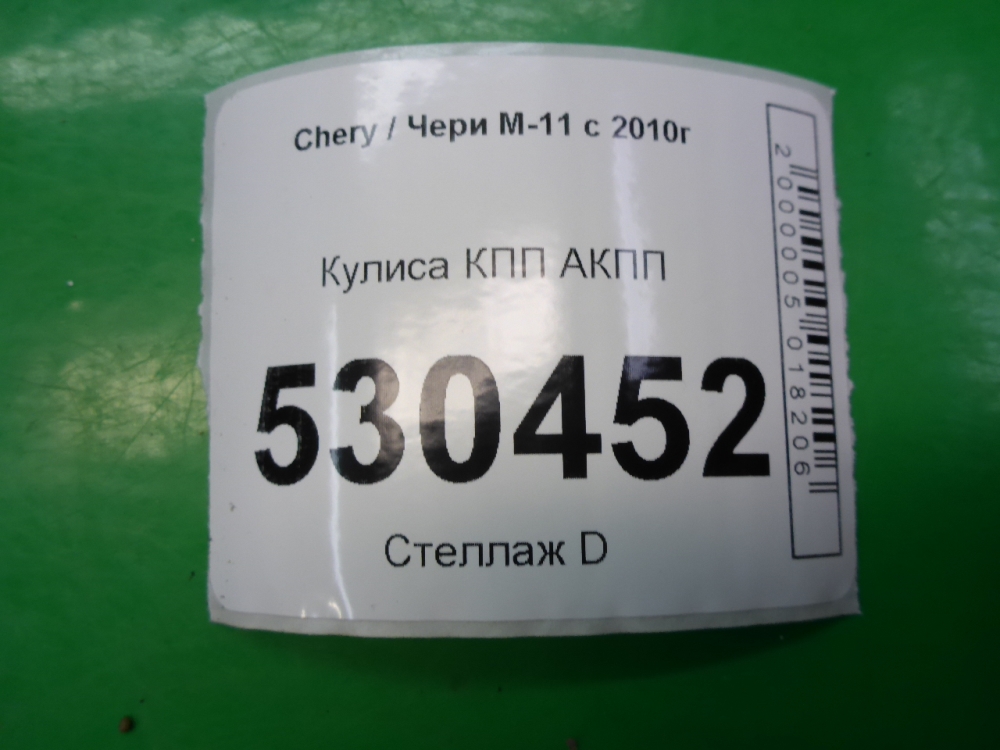 Chery / Чери М-11 с 2010г
Кулиса КПП АКПП
530452
Стеллаж D
2000005018206